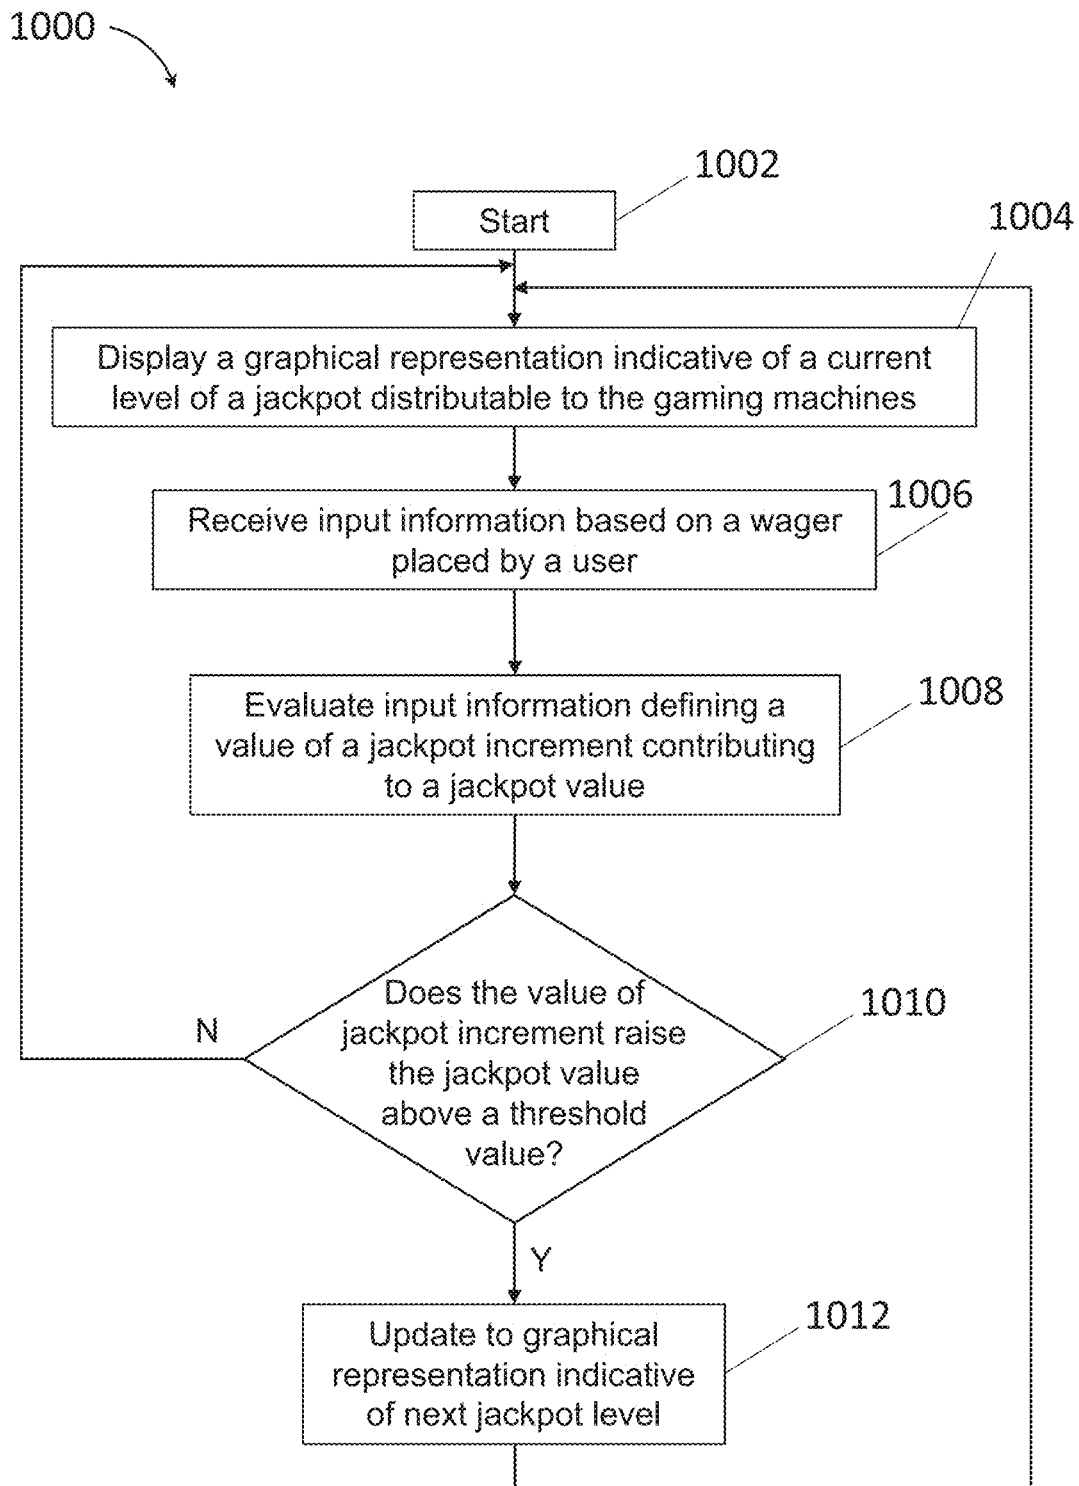 1000
1002
Start
1004
Display a graphical representation indicative of a current
level of a jackpot distributable to the gaming machines
1006
Receive input information based on a wager
placed by a user
1008
Evaluate input information defining a
value of a jackpot increment contributing
to a jackpot value
1010
Does the value of
jackpot increment raise
the jackpot value
above a threshold
value?
N
Y
1012
Update to graphical
representation indicative
of next jackpot level